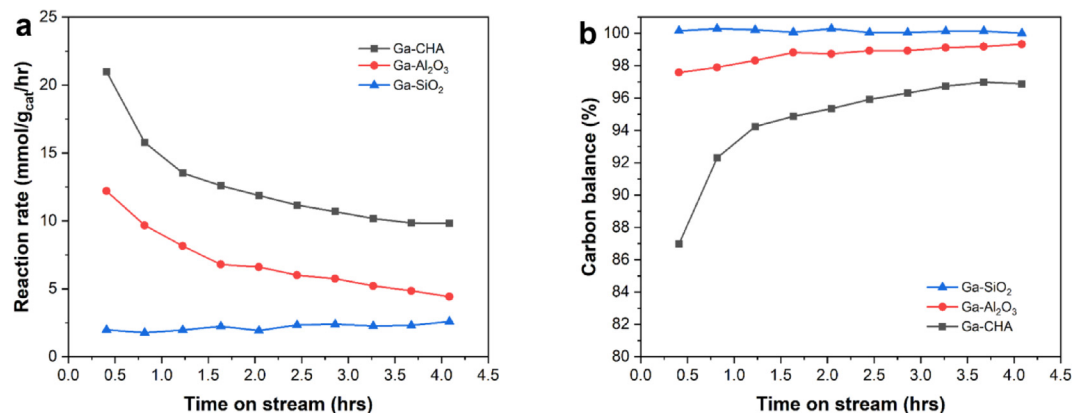 a
25
20
15
10
5
0
Reaction rate (mmol/g_cat/hr)
Ga-CHA
Ga-Al₂O₃
Ga-SiO₂
0.0 0.5 1.0 1.5 2.0 2.5 3.0 3.5 4.0 4.5
Time on stream (hrs)
b
100
98
96
94
92
90
88
86
84
82
80
Carbon balance (%)
Ga-SiO₂
Ga-Al₂O₃
Ga-CHA
0.0 0.5 1.0 1.5 2.0 2.5 3.0 3.5 4.0 4.5
Time on stream (hrs)